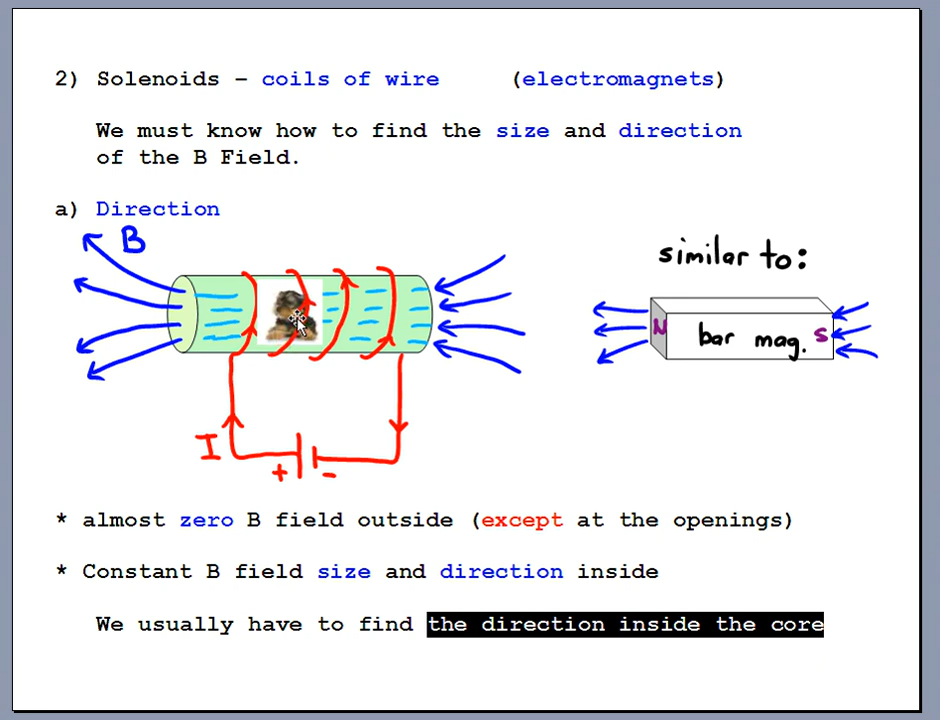 2) Solenoids – coils of wire (electromagnets)
We must know how to find the size and direction
of the B Field.
a) Direction
B
similar to:
N bar mag. S
I
+ -
* almost zero B field outside (except at the openings)
* Constant B field size and direction inside
We usually have to find the direction inside the core